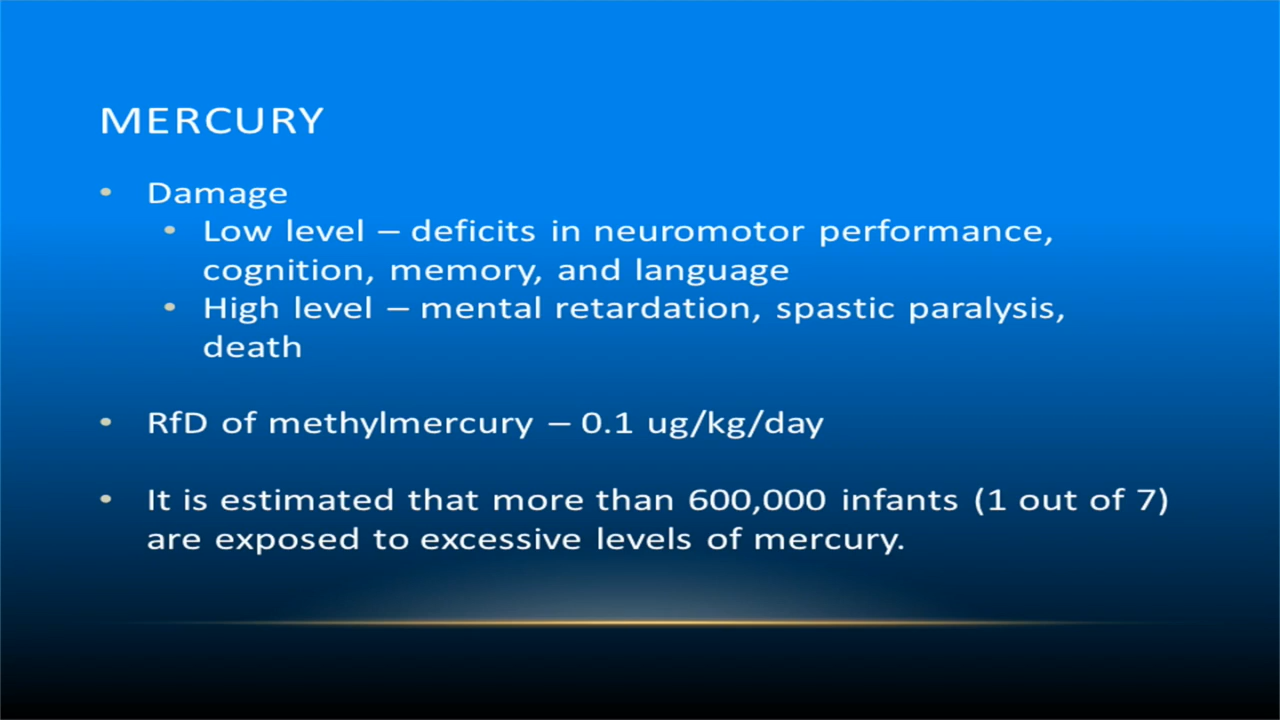 MERCURY
• Damage
• Low level – deficits in neuromotor performance,
cognition, memory, and language
• High level – mental retardation, spastic paralysis,
death
• RfD of methylmercury – 0.1 ug/kg/day
• It is estimated that more than 600,000 infants (1 out of 7)
are exposed to excessive levels of mercury.